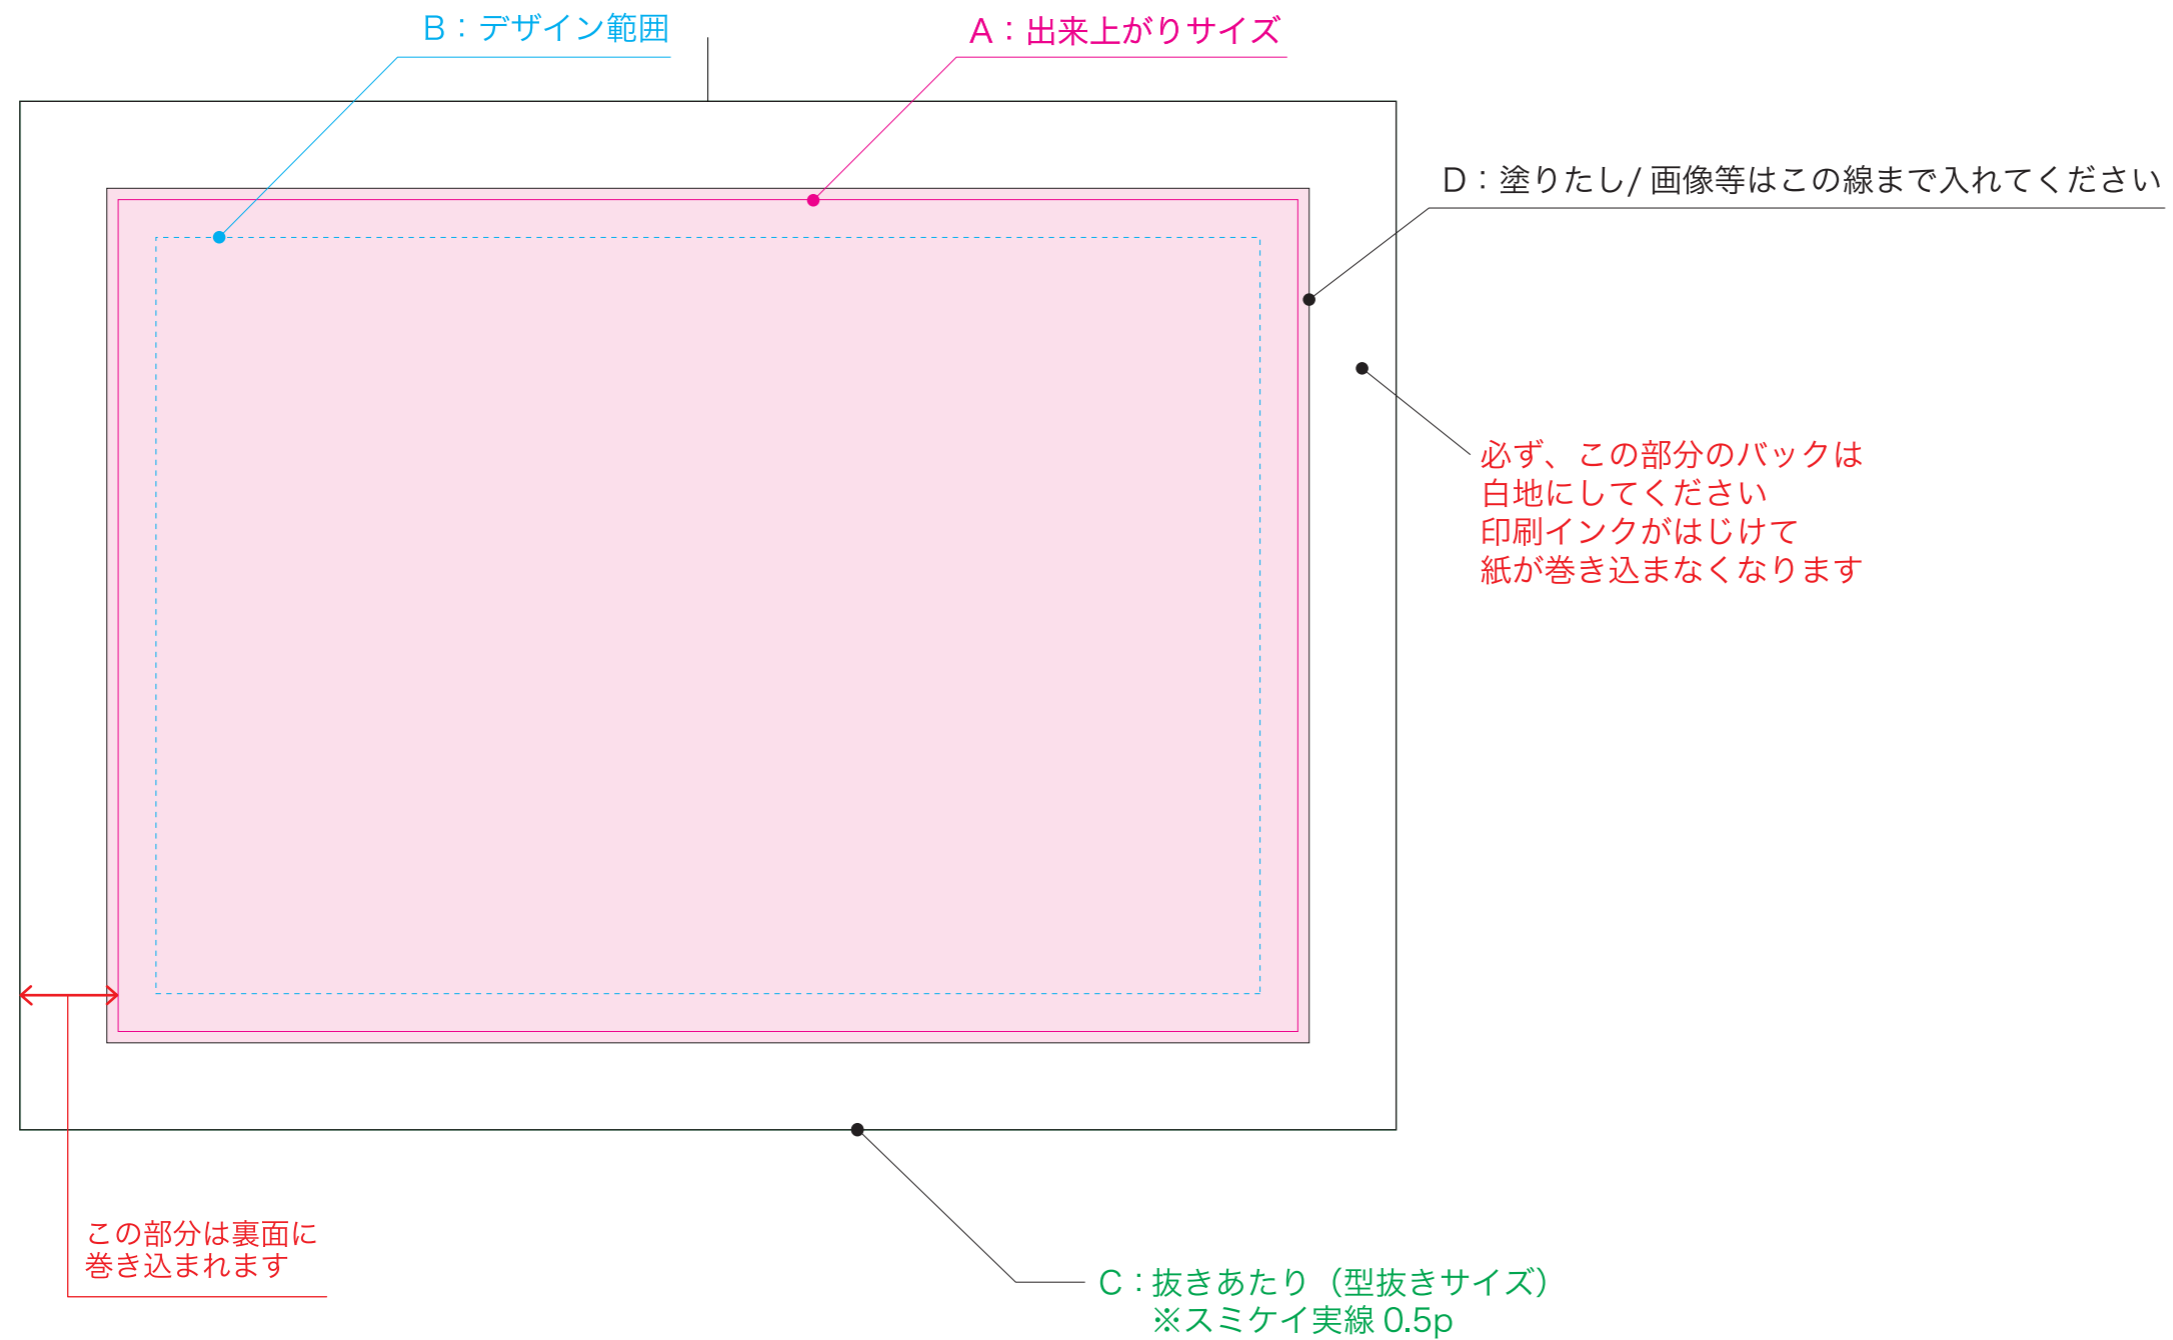 B：デザイン範囲
A：出来上がりサイズ
D：塗りたし/ 画像等はこの線まで入れてください
必ず、この部分のバックは
白地にしてください
印刷インクがはじけて
紙が巻き込まなくなります
この部分は裏面に
巻き込まれます
C：抜きあたり（型抜きサイズ）
※スミケイ実線 0.5p